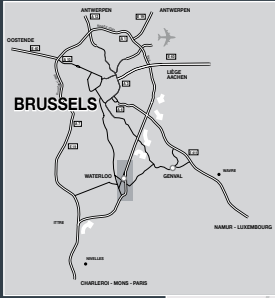 ANTWERPEN
ANTWERPEN
OOSTENDE
LIÈGE
AACHEN
BRUSSELS
WATERLOO
GENVAL
WAVRE
ITTRE
NAMUR - LUXEMBOURG
NIVELLES
CHARLEROI - MONS - PARIS